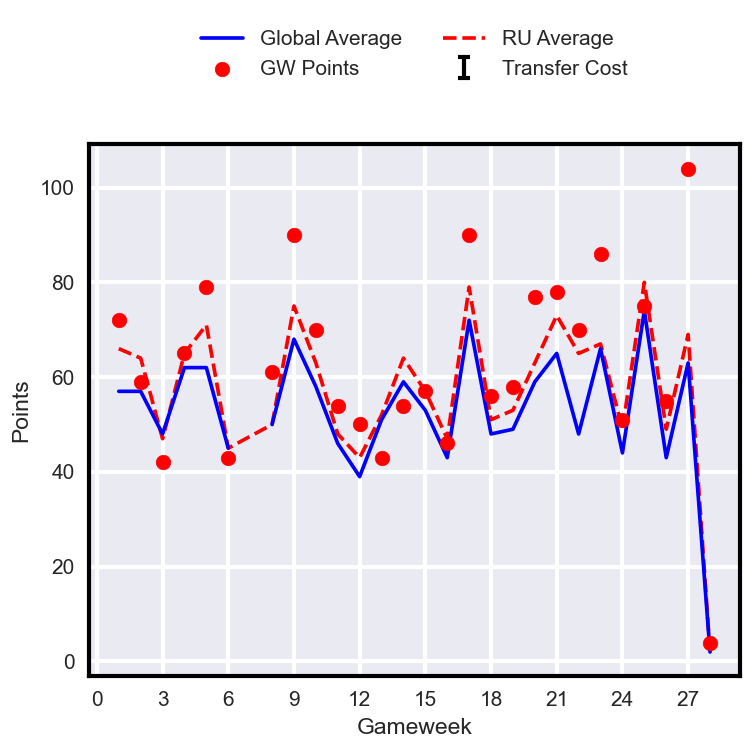 Global Average RU Average
GW Points Transfer Cost
100
80
60
40
20
0
Points
0 3 6 9 12 15 18 21 24 27
Gameweek